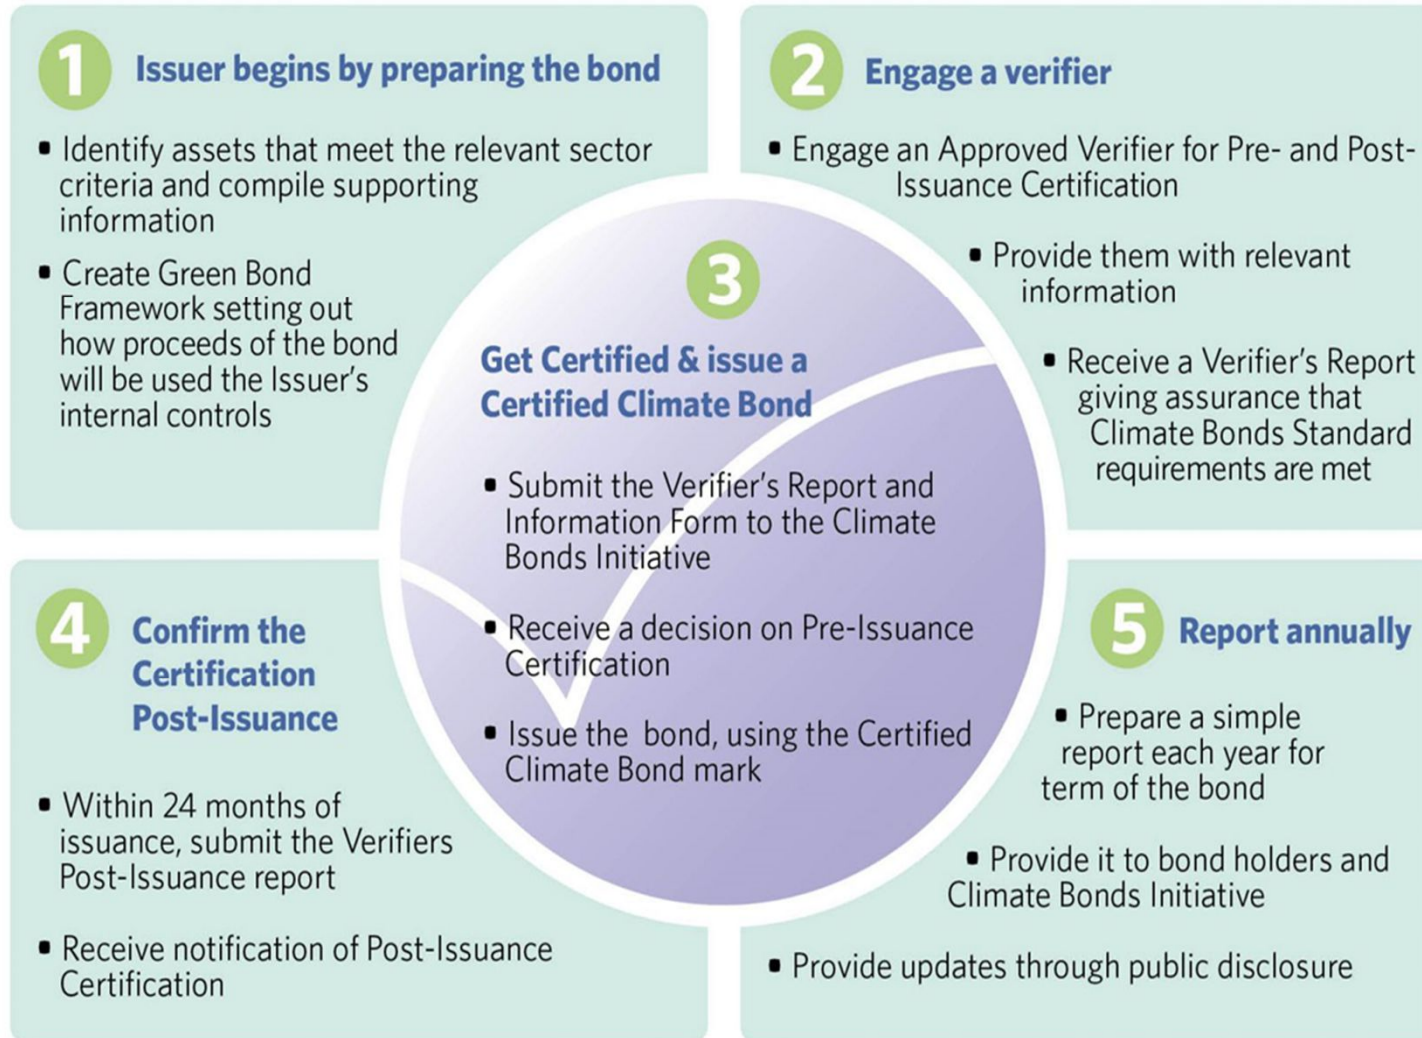 1
Issuer begins by preparing the bond
▪ Identify assets that meet the relevant sector
criteria and compile supporting
information
▪ Create Green Bond
Framework setting out
how proceeds of the bond
will be used the Issuer’s
internal controls
2
Engage a verifier
▪ Engage an Approved Verifier for Pre- and Post-
Issuance Certification
▪ Provide them with relevant
information
▪ Receive a Verifier’s Report
giving assurance that
Climate Bonds Standard
requirements are met
3
Get Certified & issue a
Certified Climate Bond
▪ Submit the Verifier’s Report and
Information Form to the Climate
Bonds Initiative
▪ Receive a decision on Pre-Issuance
Certification
▪ Issue the bond, using the Certified
Climate Bond mark
4
Confirm the
Certification
Post-Issuance
▪ Within 24 months of
issuance, submit the Verifiers
Post-Issuance report
▪ Receive notification of Post-Issuance
Certification
5
Report annually
▪ Prepare a simple
report each year for
term of the bond
▪ Provide it to bond holders and
Climate Bonds Initiative
▪ Provide updates through public disclosure